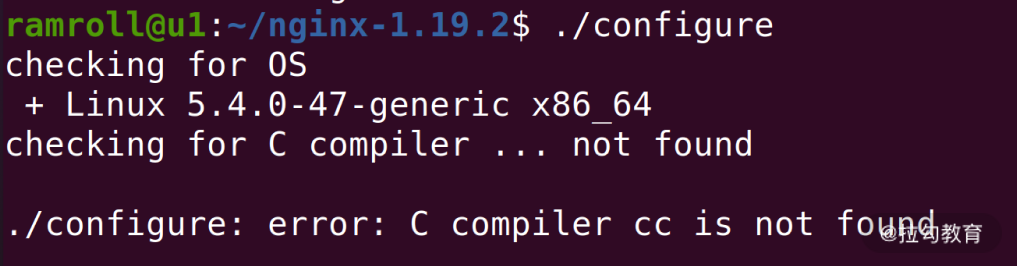 ramroll@u1:~/nginx-1.19.2$ ./configure
checking for OS
 + Linux 5.4.0-47-generic x86_64
checking for C compiler ... not found

./configure: error: C compiler cc is not found
@拉勾教育